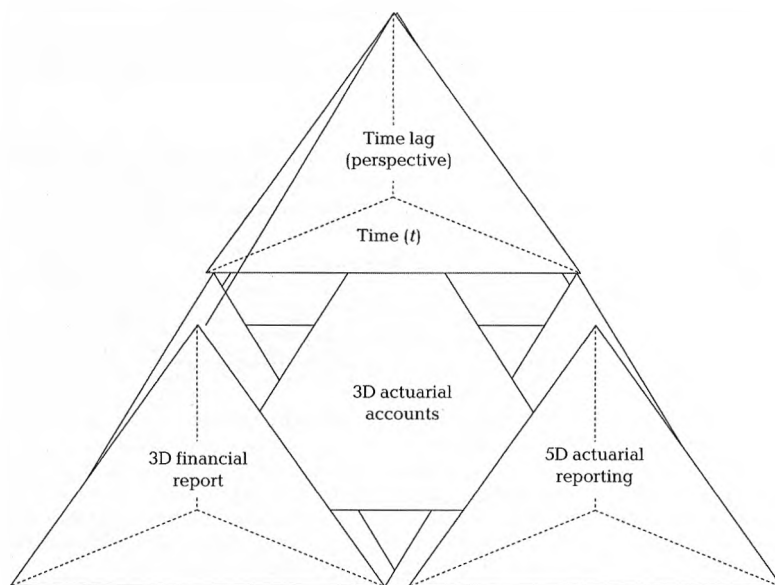 Time lag
(perspective)
Time (t)
3D actuarial
accounts
3D financial
report
5D actuarial
reporting